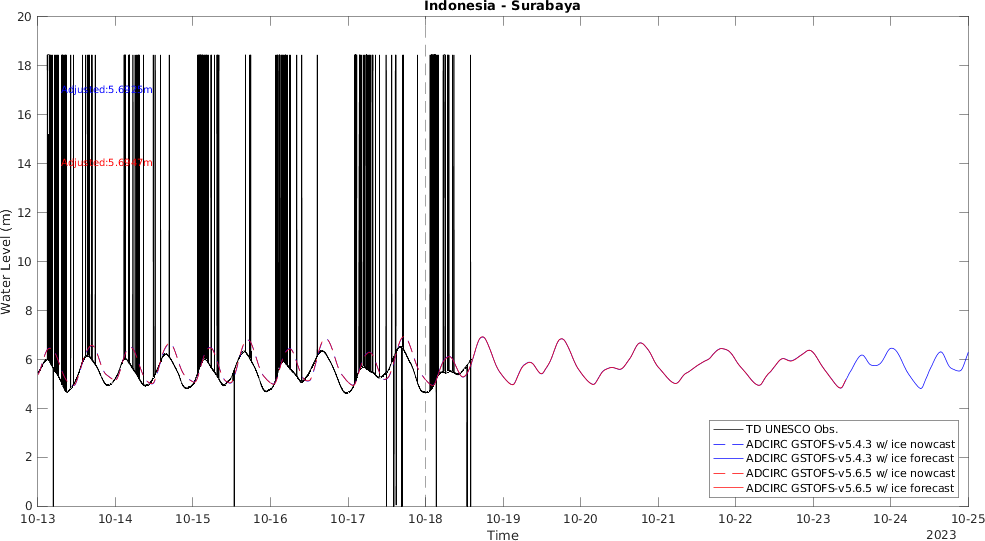 Indonesia - Surabaya
20
18
16
14
12
10
8
6
4
2
0
Water Level (m)
Adjusted:
Adjusted:
10-13 10-14 10-15 10-16 10-17 10-18 10-19 10-20 10-21 10-22 10-23 10-24 10-25
Time
2023
TD UNESCO Obs.
ADCIRC GSTOFS-v5.4.3 w/ ice nowcast
ADCIRC GSTOFS-v5.4.3 w/ ice forecast
ADCIRC GSTOFS-v5.6.5 w/ ice nowcast
ADCIRC GSTOFS-v5.6.5 w/ ice forecast